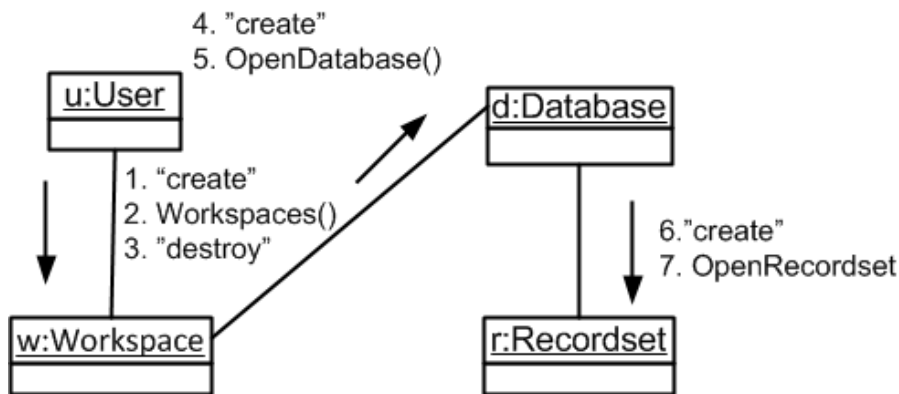 4. ”create”
5. OpenDatabase()
u:User
d:Database
1. “create”
2. Workspaces()
3. ”destroy”
6.”create”
7. OpenRecordset
w:Workspace
r:Recordset